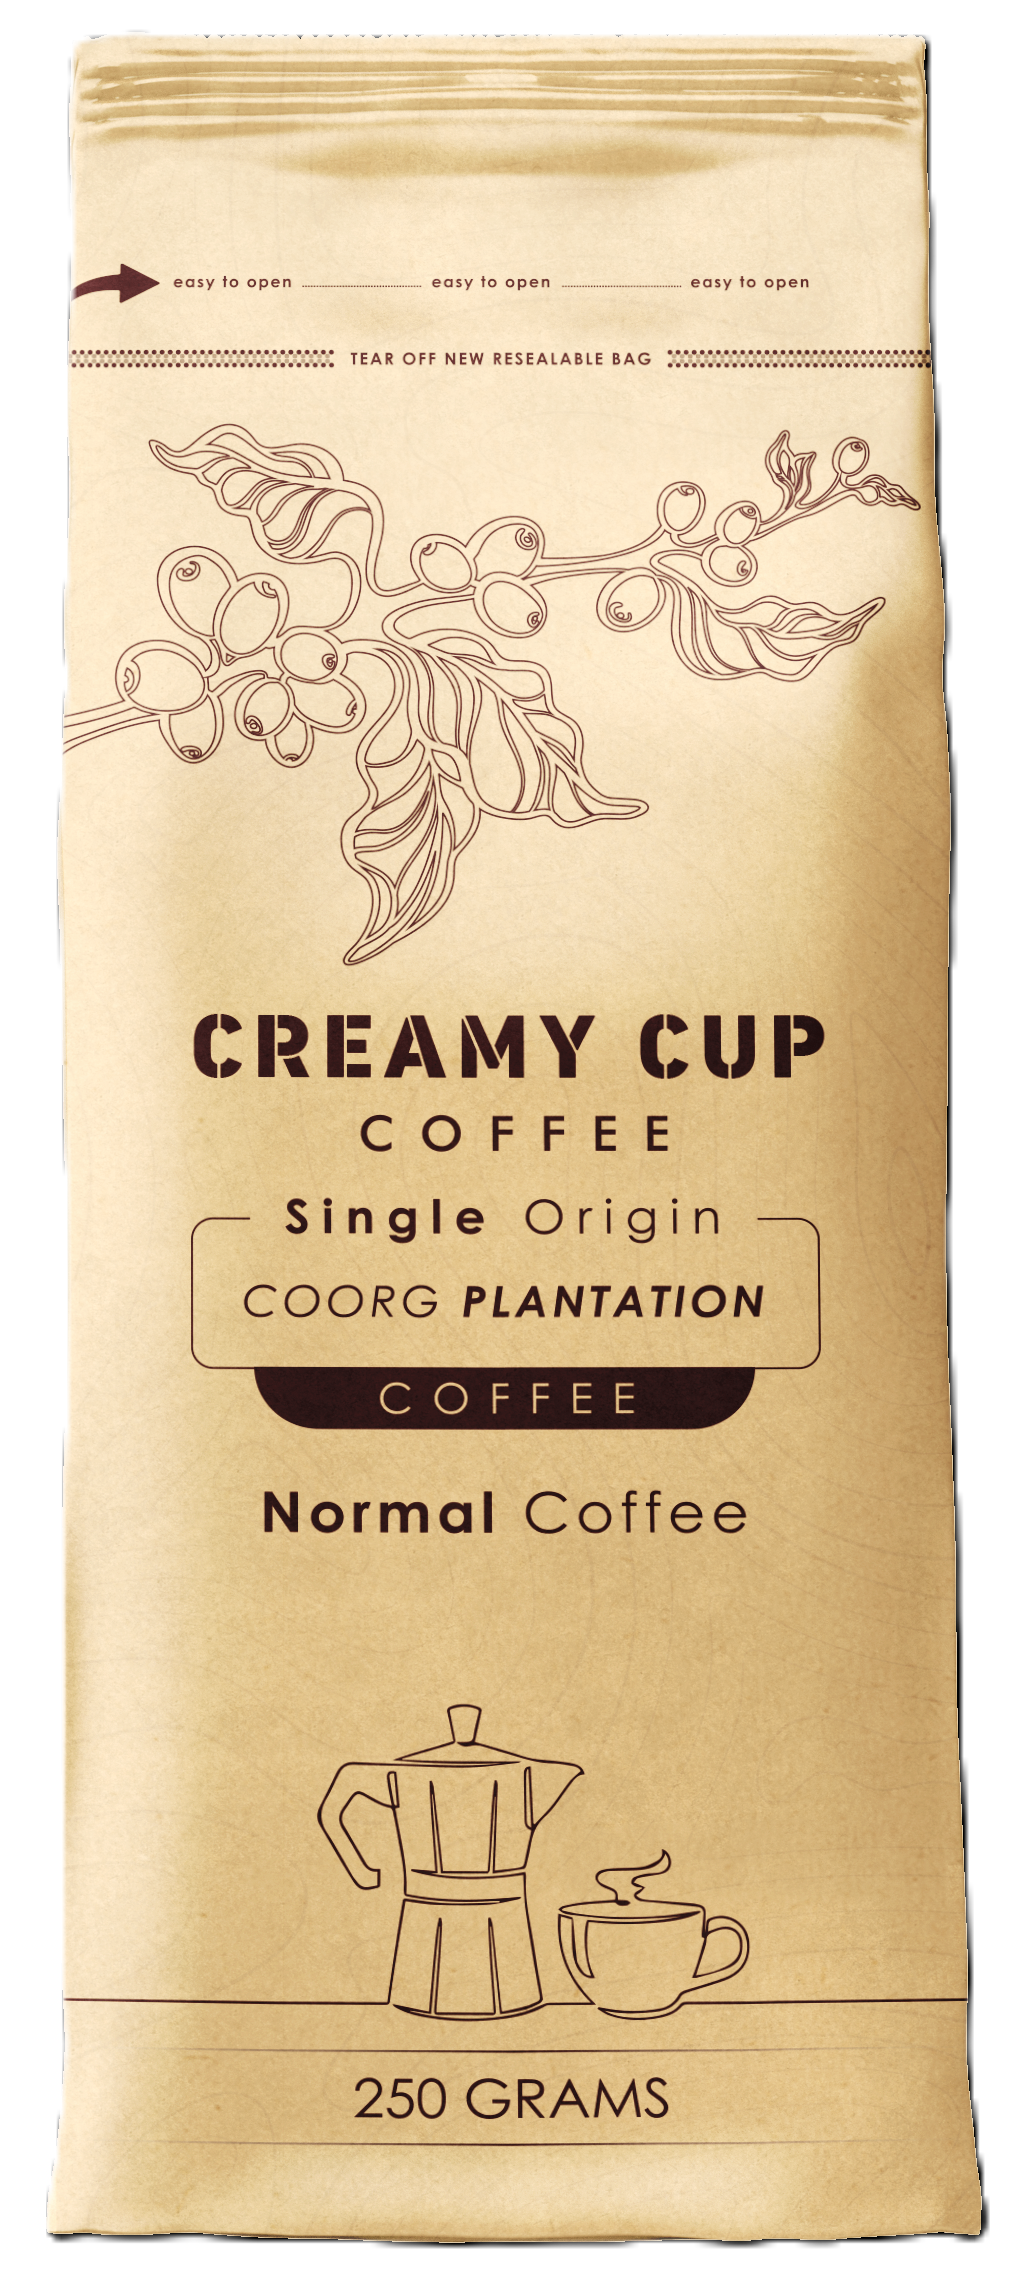 easy to open easy to open easy to open
TEAR OFF NEW RESEALABLE BAG
CREAMY CUP
COFFEE
Single Origin
COORG PLANTATION
COFFEE
Normal Coffee
250 GRAMS